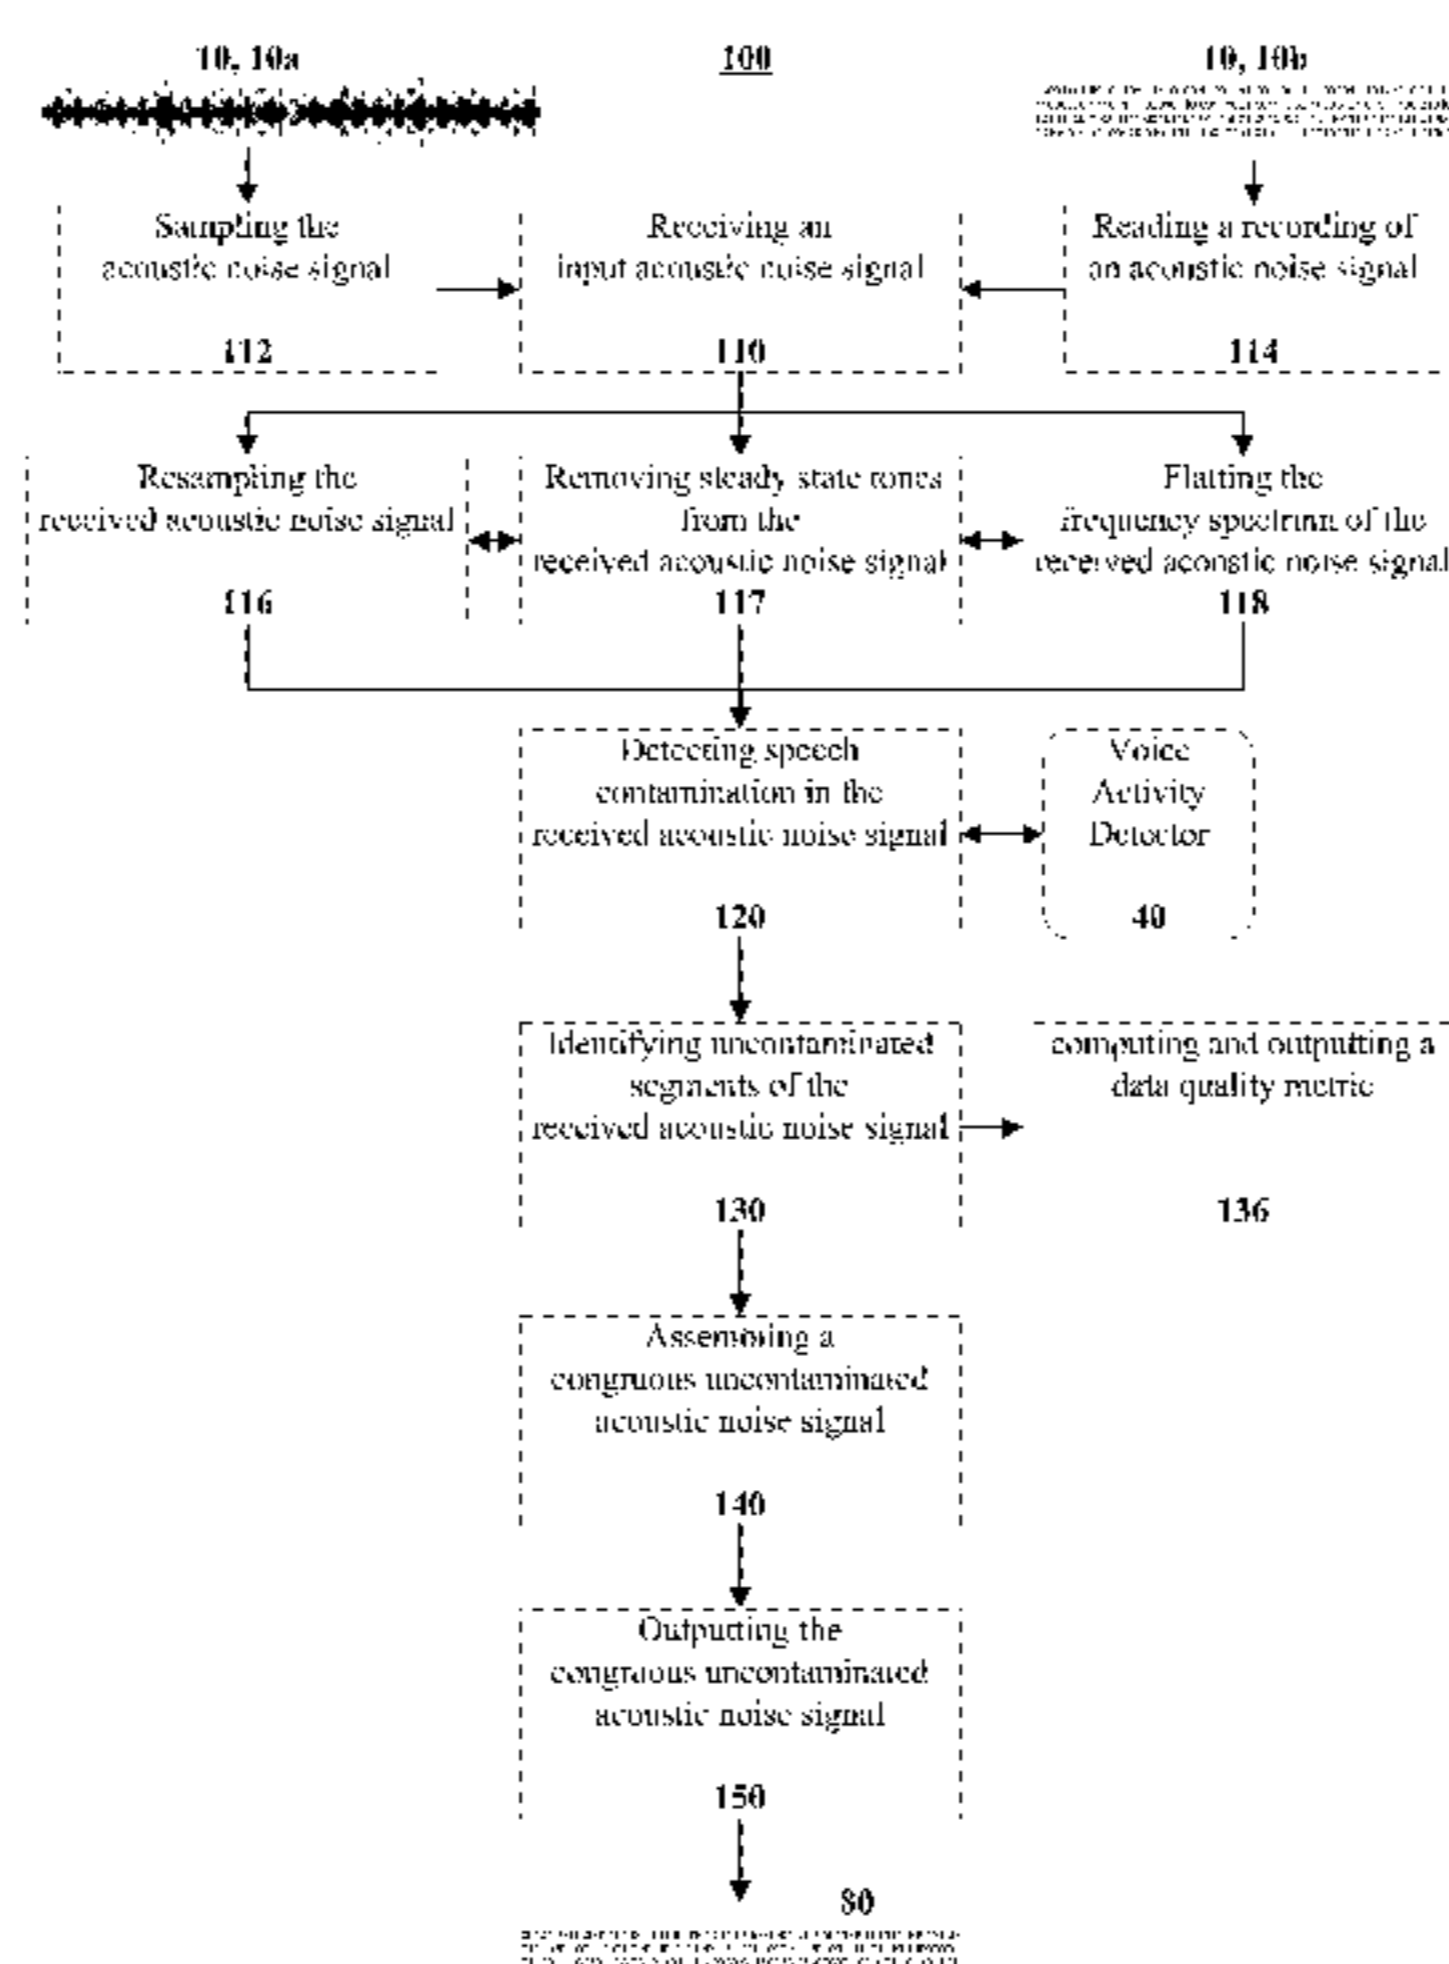 10, 10a
100
10, 10b
Sampling the
acoustic noise signal
112
Receiving an
input acoustic noise signal
110
Reading a recording of
an acoustic noise signal
114
Resampling the
received acoustic noise signal
116
Removing steady state tones
from the
received acoustic noise signal
117
Flatting the
frequency spectrum of the
received acoustic noise signal
118
Detecting speech
contamination in the
received acoustic noise signal
120
Voice
Activity
Detector
40
Identifying uncontaminated
segments of the
received acoustic noise signal
130
computing and outputting a
data quality metric
136
Assembling a
congruous uncontaminated
acoustic noise signal
140
Outputting the
congruous uncontaminated
acoustic noise signal
150
80